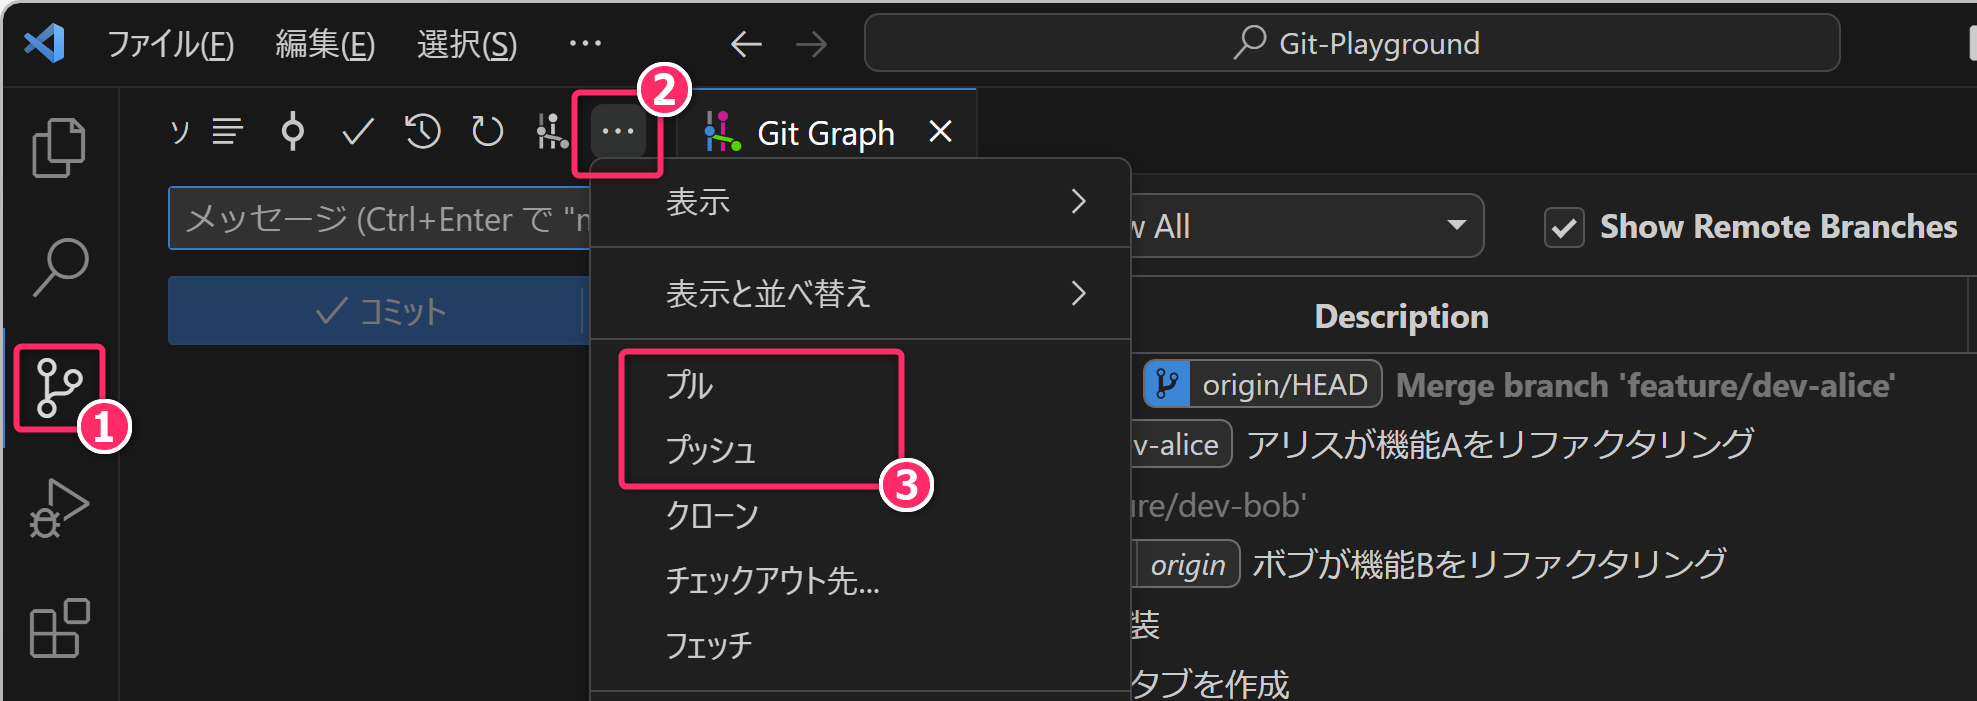 ファイル(F) 編集(E) 選択(S) … Git-Playground
2
ソ … Git Graph
メッセージ (Ctrl+Enter で "m
表示
w All
Show Remote Branches
表示と並べ替え
コミット
Description
プル
origin/HEAD Merge branch 'feature/dev-alice'
1
プッシュ
v-alice アリスが機能Aをリファクタリング
3
クローン
ure/dev-bob'
origin ボブが機能Bをリファクタリング
チェックアウト先...
装
フェッチ
タブを作成